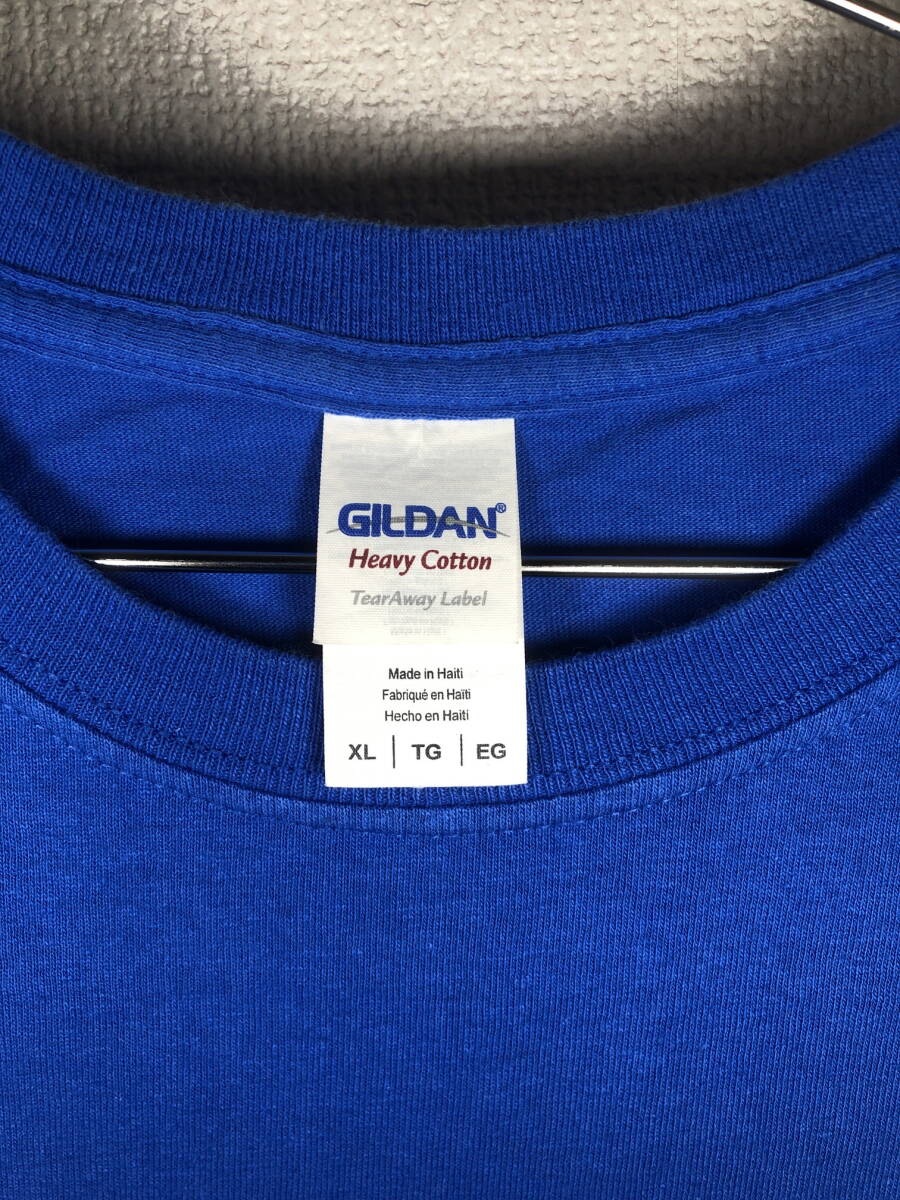 GILDAN®
Heavy Cotton
TearAway Label
Made in Haiti
Fabriqué en Haïti
Hecho en Haití
XL | TG | EG